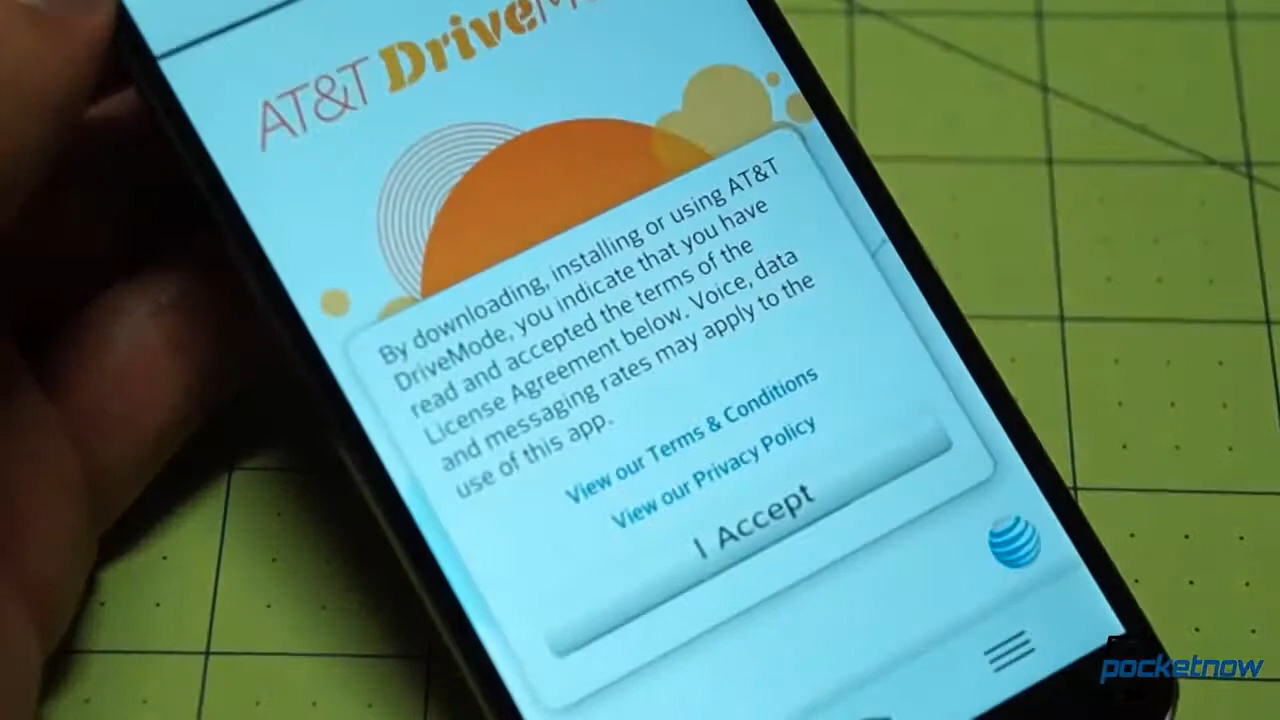 AT&T Drive
By downloading, installing or using AT&T
DriveMode, you indicate that you have
read and accepted the terms of the
License Agreement below. Voice, data
and messaging rates may apply to the
use of this app.
View our Terms & Conditions
View our Privacy Policy
I Accept
pocketnow